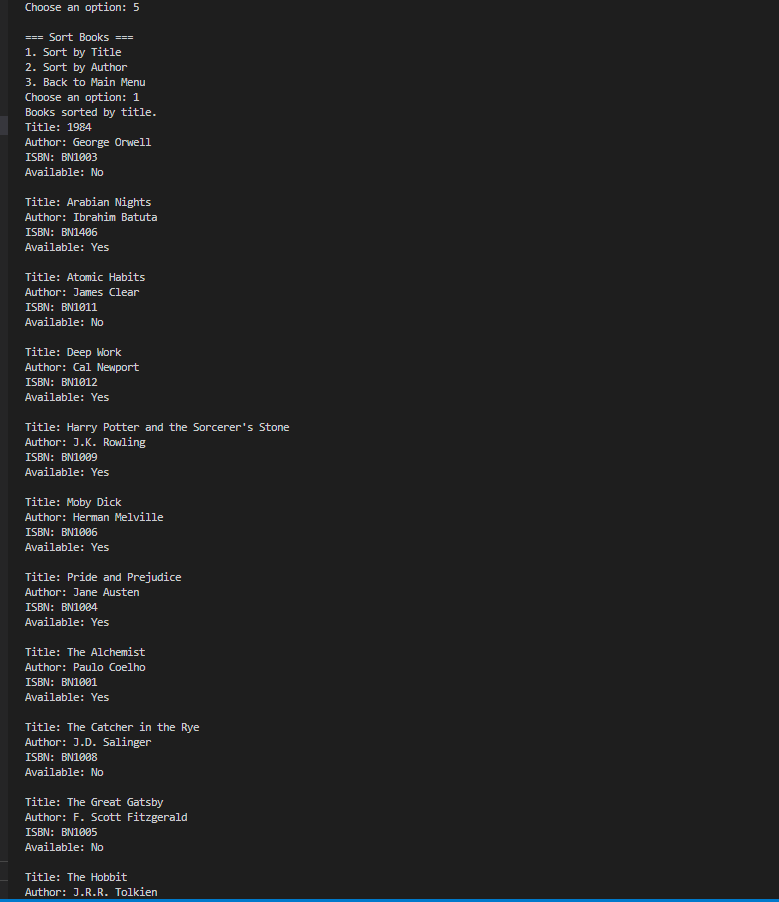 Choose an option: 5
=== Sort Books ===
1. Sort by Title
2. Sort by Author
3. Back to Main Menu
Choose an option: 1
Books sorted by title.
Title: 1984
Author: George Orwell
ISBN: BN1003
Available: No
Title: Arabian Nights
Author: Ibrahim Batuta
ISBN: BN1406
Available: Yes
Title: Atomic Habits
Author: James Clear
ISBN: BN1011
Available: No
Title: Deep Work
Author: Cal Newport
ISBN: BN1012
Available: Yes
Title: Harry Potter and the Sorcerer's Stone
Author: J.K. Rowling
ISBN: BN1009
Available: Yes
Title: Moby Dick
Author: Herman Melville
ISBN: BN1006
Available: Yes
Title: Pride and Prejudice
Author: Jane Austen
ISBN: BN1004
Available: Yes
Title: The Alchemist
Author: Paulo Coelho
ISBN: BN1001
Available: Yes
Title: The Catcher in the Rye
Author: J.D. Salinger
ISBN: BN1008
Available: No
Title: The Great Gatsby
Author: F. Scott Fitzgerald
ISBN: BN1005
Available: No
Title: The Hobbit
Author: J.R.R. Tolkien